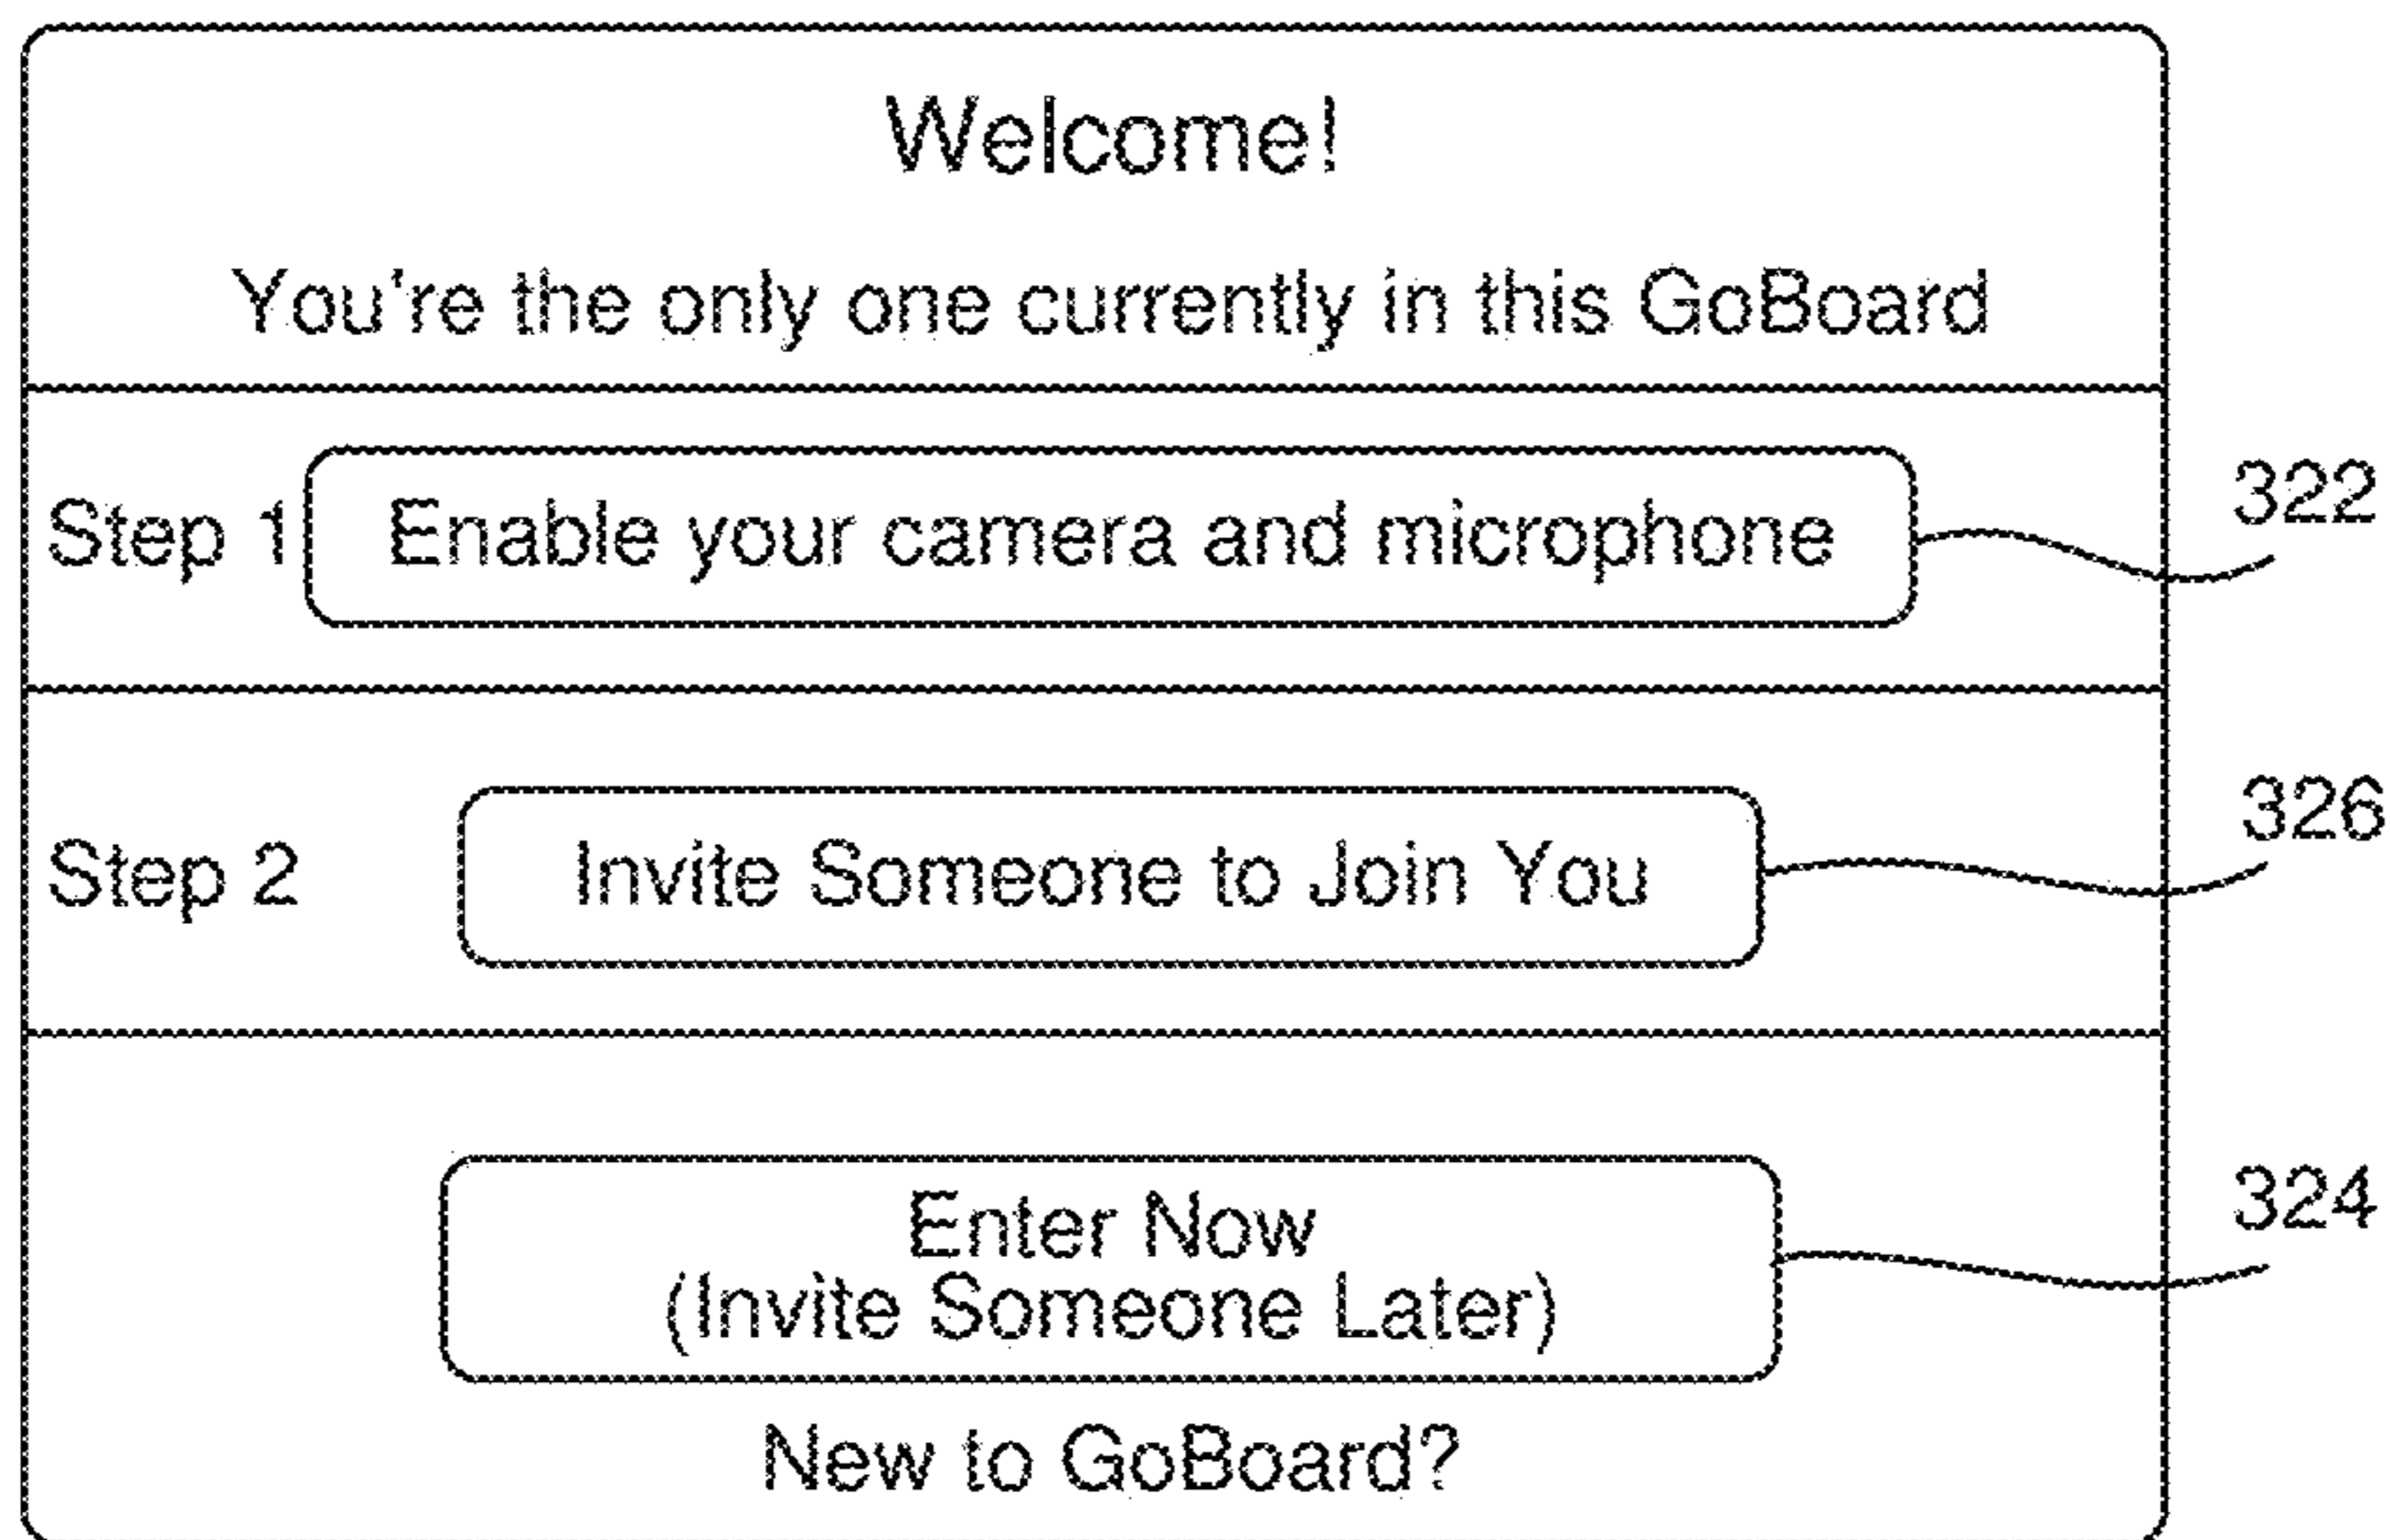 Welcome!
You're the only one currently in this GoBoard
Step 1 Enable your camera and microphone
322
Step 2 Invite Someone to Join You
326
Enter Now
(Invite Someone Later)
324
New to GoBoard?